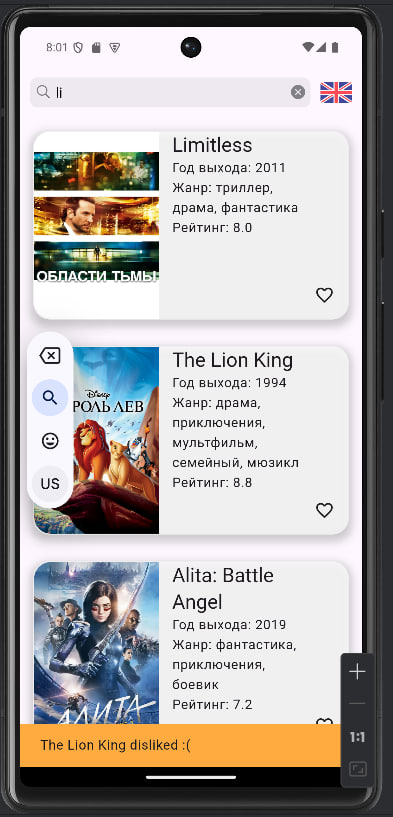 8:01
li
Limitless
Год выхода: 2011
Жанр: триллер,
драма, фантастика
Рейтинг: 8.0
ОБЛАСТИ ТЬМЫ
The Lion King
Год выхода: 1994
Жанр: драма,
приключения,
мультфильм,
семейный, мюзикл
Рейтинг: 8.8
Disney
РОЛЬ ЛЕВ
US
Alita: Battle
Angel
Год выхода: 2019
Жанр: фантастика,
приключения,
боевик
Рейтинг: 7.2
АЛИТА
The Lion King disliked :(
1:1